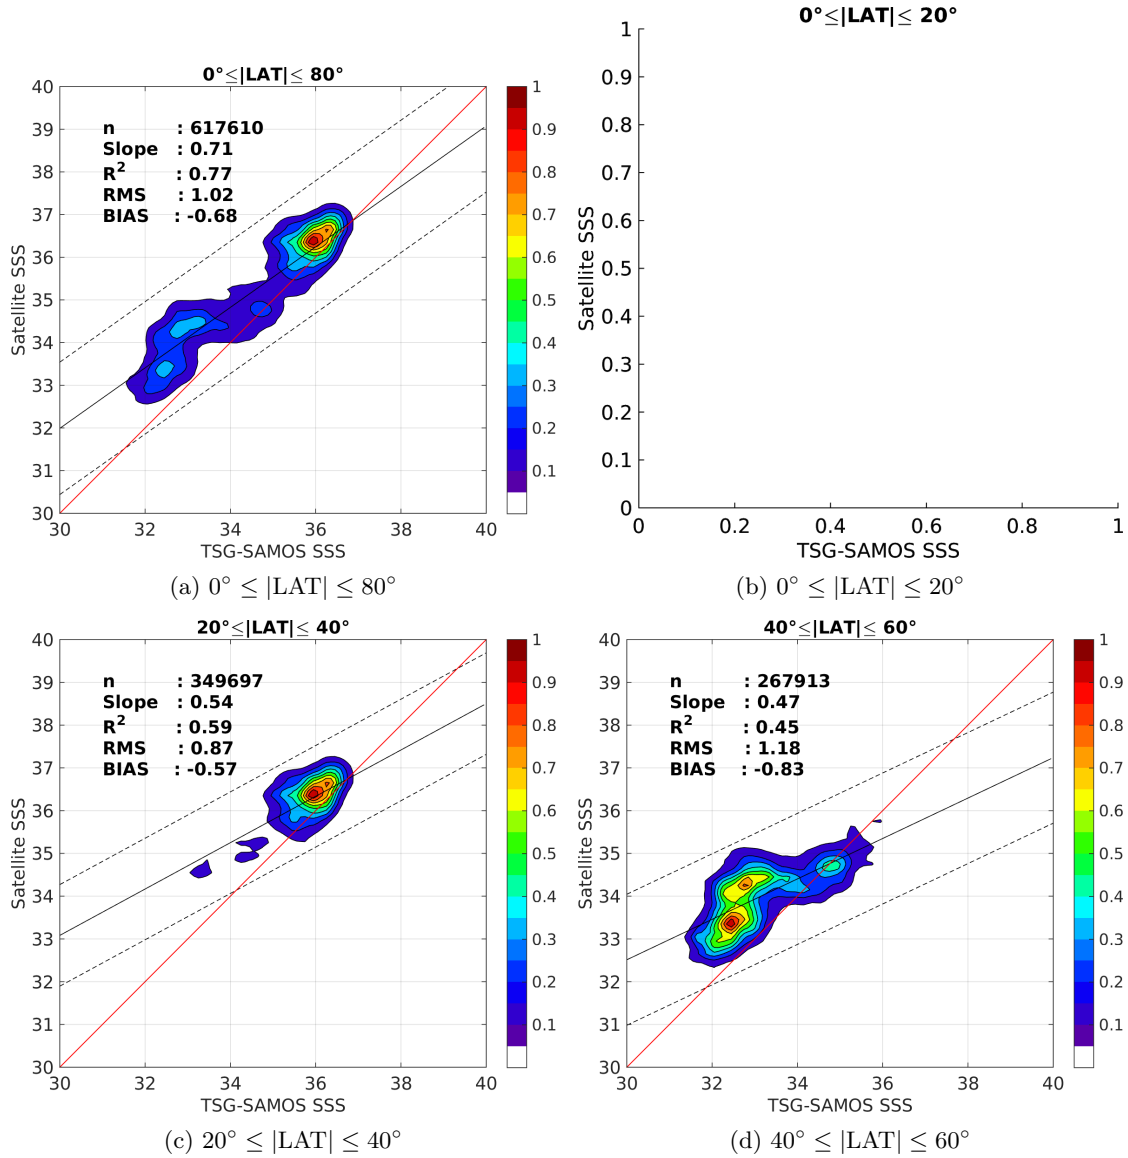 0°≤|LAT|≤ 80°
40
39
38
37
36
35
34
33
32
31
30
Satellite SSS
n : 617610
Slope : 0.71
R² : 0.77
RMS : 1.02
BIAS : -0.68
30 32 34 36 38 40
TSG-SAMOS SSS
1
0.9
0.8
0.7
0.6
0.5
0.4
0.3
0.2
0.1
(a) 0° ≤ |LAT| ≤ 80°
0°≤|LAT|≤ 20°
1
0.9
0.8
0.7
0.6
0.5
0.4
0.3
0.2
0.1
0
Satellite SSS
0 0.2 0.4 0.6 0.8 1
TSG-SAMOS SSS
(b) 0° ≤ |LAT| ≤ 20°
20°≤|LAT|≤ 40°
40
39
38
37
36
35
34
33
32
31
30
Satellite SSS
n : 349697
Slope : 0.54
R² : 0.59
RMS : 0.87
BIAS : -0.57
30 32 34 36 38 40
TSG-SAMOS SSS
1
0.9
0.8
0.7
0.6
0.5
0.4
0.3
0.2
0.1
(c) 20° ≤ |LAT| ≤ 40°
40°≤|LAT|≤ 60°
40
39
38
37
36
35
34
33
32
31
30
Satellite SSS
n : 267913
Slope : 0.47
R² : 0.45
RMS : 1.18
BIAS : -0.83
30 32 34 36 38 40
TSG-SAMOS SSS
1
0.9
0.8
0.7
0.6
0.5
0.4
0.3
0.2
0.1
(d) 40° ≤ |LAT| ≤ 60°